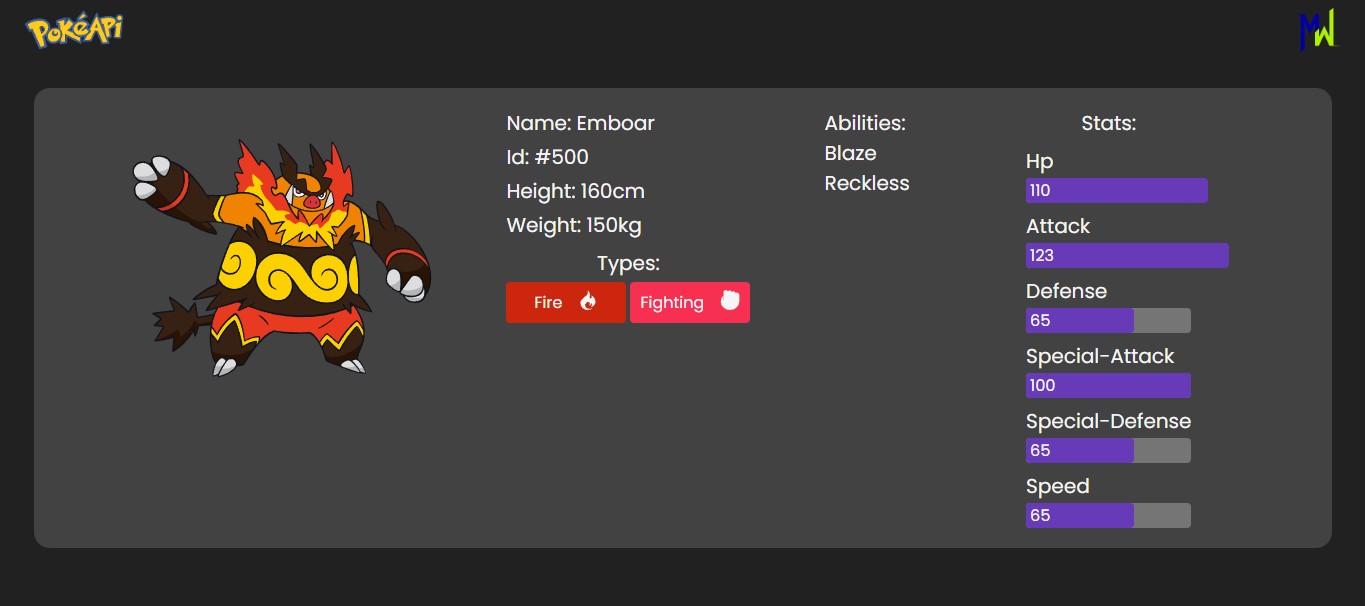 PokéAPi
MW
Name: Emboar
Id: #500
Height: 160cm
Weight: 150kg
Types:
Fire
Fighting
Abilities:
Blaze
Reckless
Stats:
Hp
110
Attack
123
Defense
65
Special-Attack
100
Special-Defense
65
Speed
65